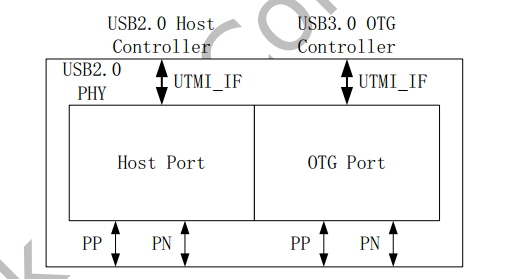 USB2.0 Host
Controller
USB3.0 OTG
Controller
USB2.0
PHY
UTMI_IF
UTMI_IF
Host Port
OTG Port
PP
PN
PP
PN